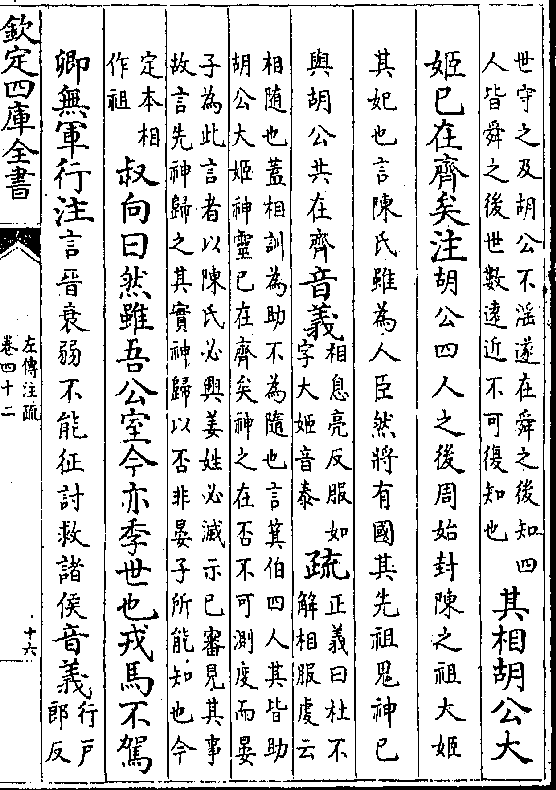 世守之及胡公不淫遂在舜之後知四
人皆舜之後世數遠近不可復知也
其相胡公大
姬已在齊矣注胡公四人之後周始封陳之祖大姬
其妃也言陳氏雖為人臣然將有國其先祖鬼神已
與胡公共在齊音義
相息亮反服如
字大姬音泰
疏
正義曰杜不
解相服虔云
相隨也蓋相訓為助不為隨也言箕伯四人其皆助
胡公大姬神靈已在齊矣神之在否不可測度而晏
子為此言者以陳氏必興姜姓必滅示已審見其事
故言先神歸之其實神歸以否非晏子所能知也今
定本相
作祖
叔向曰然雖吾公室今亦季世也戎馬不駕
卿無軍行注言晉衰弱不能征討救諸侯音義
行戸
郎反
欽定四庫全書
左傳注疏
卷四十二
十六